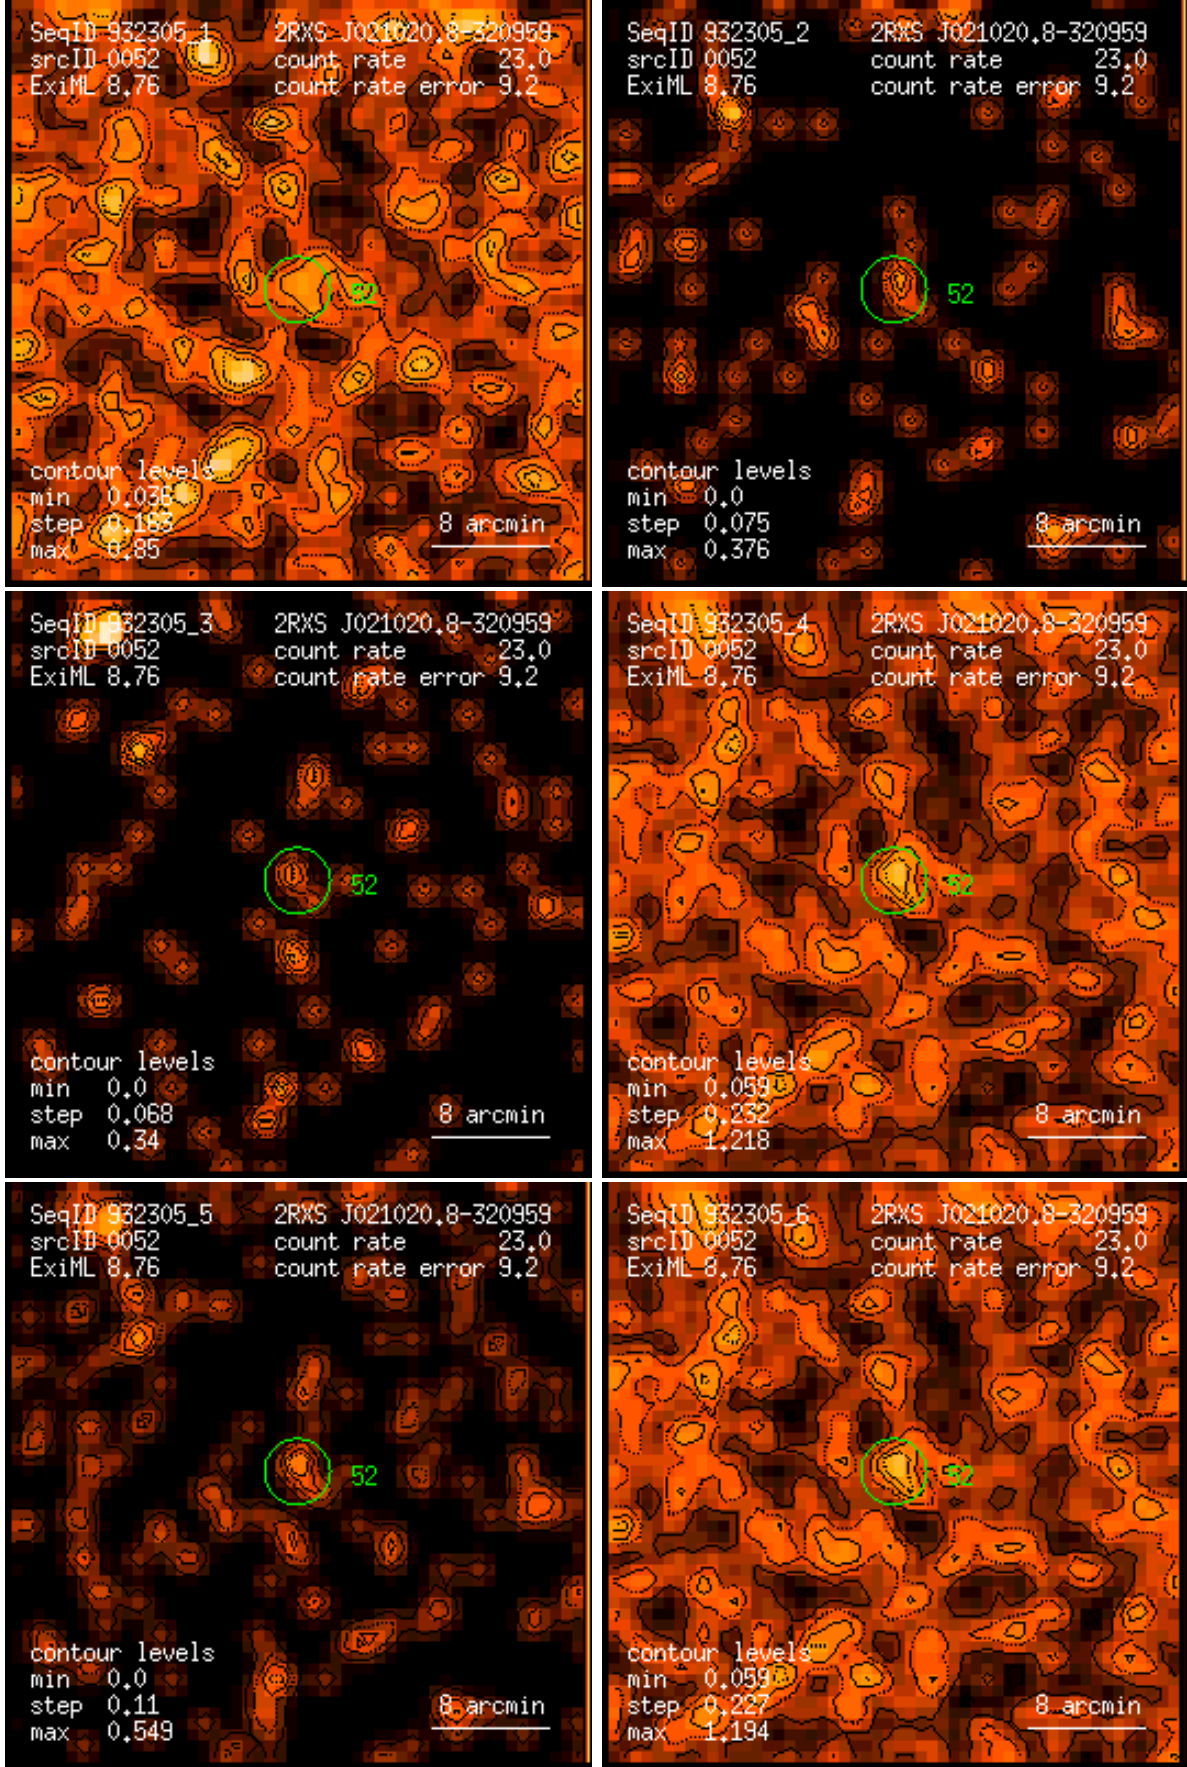 SeqID 932305_1 2RXS J021020.8-320959
srcID 0052 count rate 23.0
ExiML 8.76 count rate error 9.2
52
contour levels
min 0.036
step 0.163
max 0.85
8 arcmin
SeqID 932305_2 2RXS J021020.8-320959
srcID 0052 count rate 23.0
ExiML 8.76 count rate error 9.2
52
contour levels
min 0.0
step 0.075
max 0.376
8 arcmin
SeqID 932305_3 2RXS J021020.8-320959
srcID 0052 count rate 23.0
ExiML 8.76 count rate error 9.2
52
contour levels
min 0.0
step 0.068
max 0.34
8 arcmin
SeqID 932305_4 2RXS J021020.8-320959
srcID 0052 count rate 23.0
ExiML 8.76 count rate error 9.2
52
contour levels
min 0.059
step 0.232
max 1.218
8 arcmin
SeqID 932305_5 2RXS J021020.8-320959
srcID 0052 count rate 23.0
ExiML 8.76 count rate error 9.2
52
contour levels
min 0.0
step 0.11
max 0.549
8 arcmin
SeqID 932305_6 2RXS J021020.8-320959
srcID 0052 count rate 23.0
ExiML 8.76 count rate error 9.2
52
contour levels
min 0.059
step 0.227
max 1.194
8 arcmin